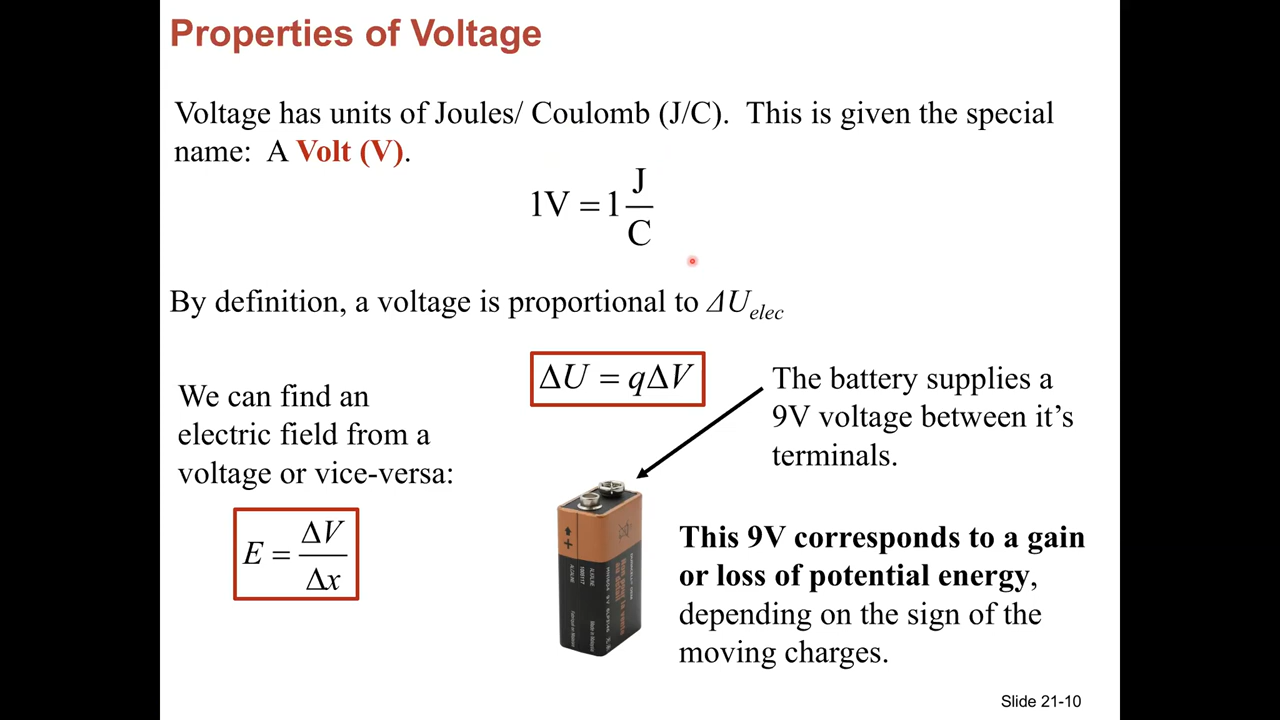 Properties of Voltage
Voltage has units of Joules/ Coulomb (J/C). This is given the special
name: A Volt (V).
1V = 1 J/C
By definition, a voltage is proportional to ΔU_elec
ΔU = qΔV
We can find an
electric field from a
voltage or vice-versa:
E = ΔV/Δx
The battery supplies a
9V voltage between it's
terminals.
This 9V corresponds to a gain
or loss of potential energy,
depending on the sign of the
moving charges.
+
Slide 21-10